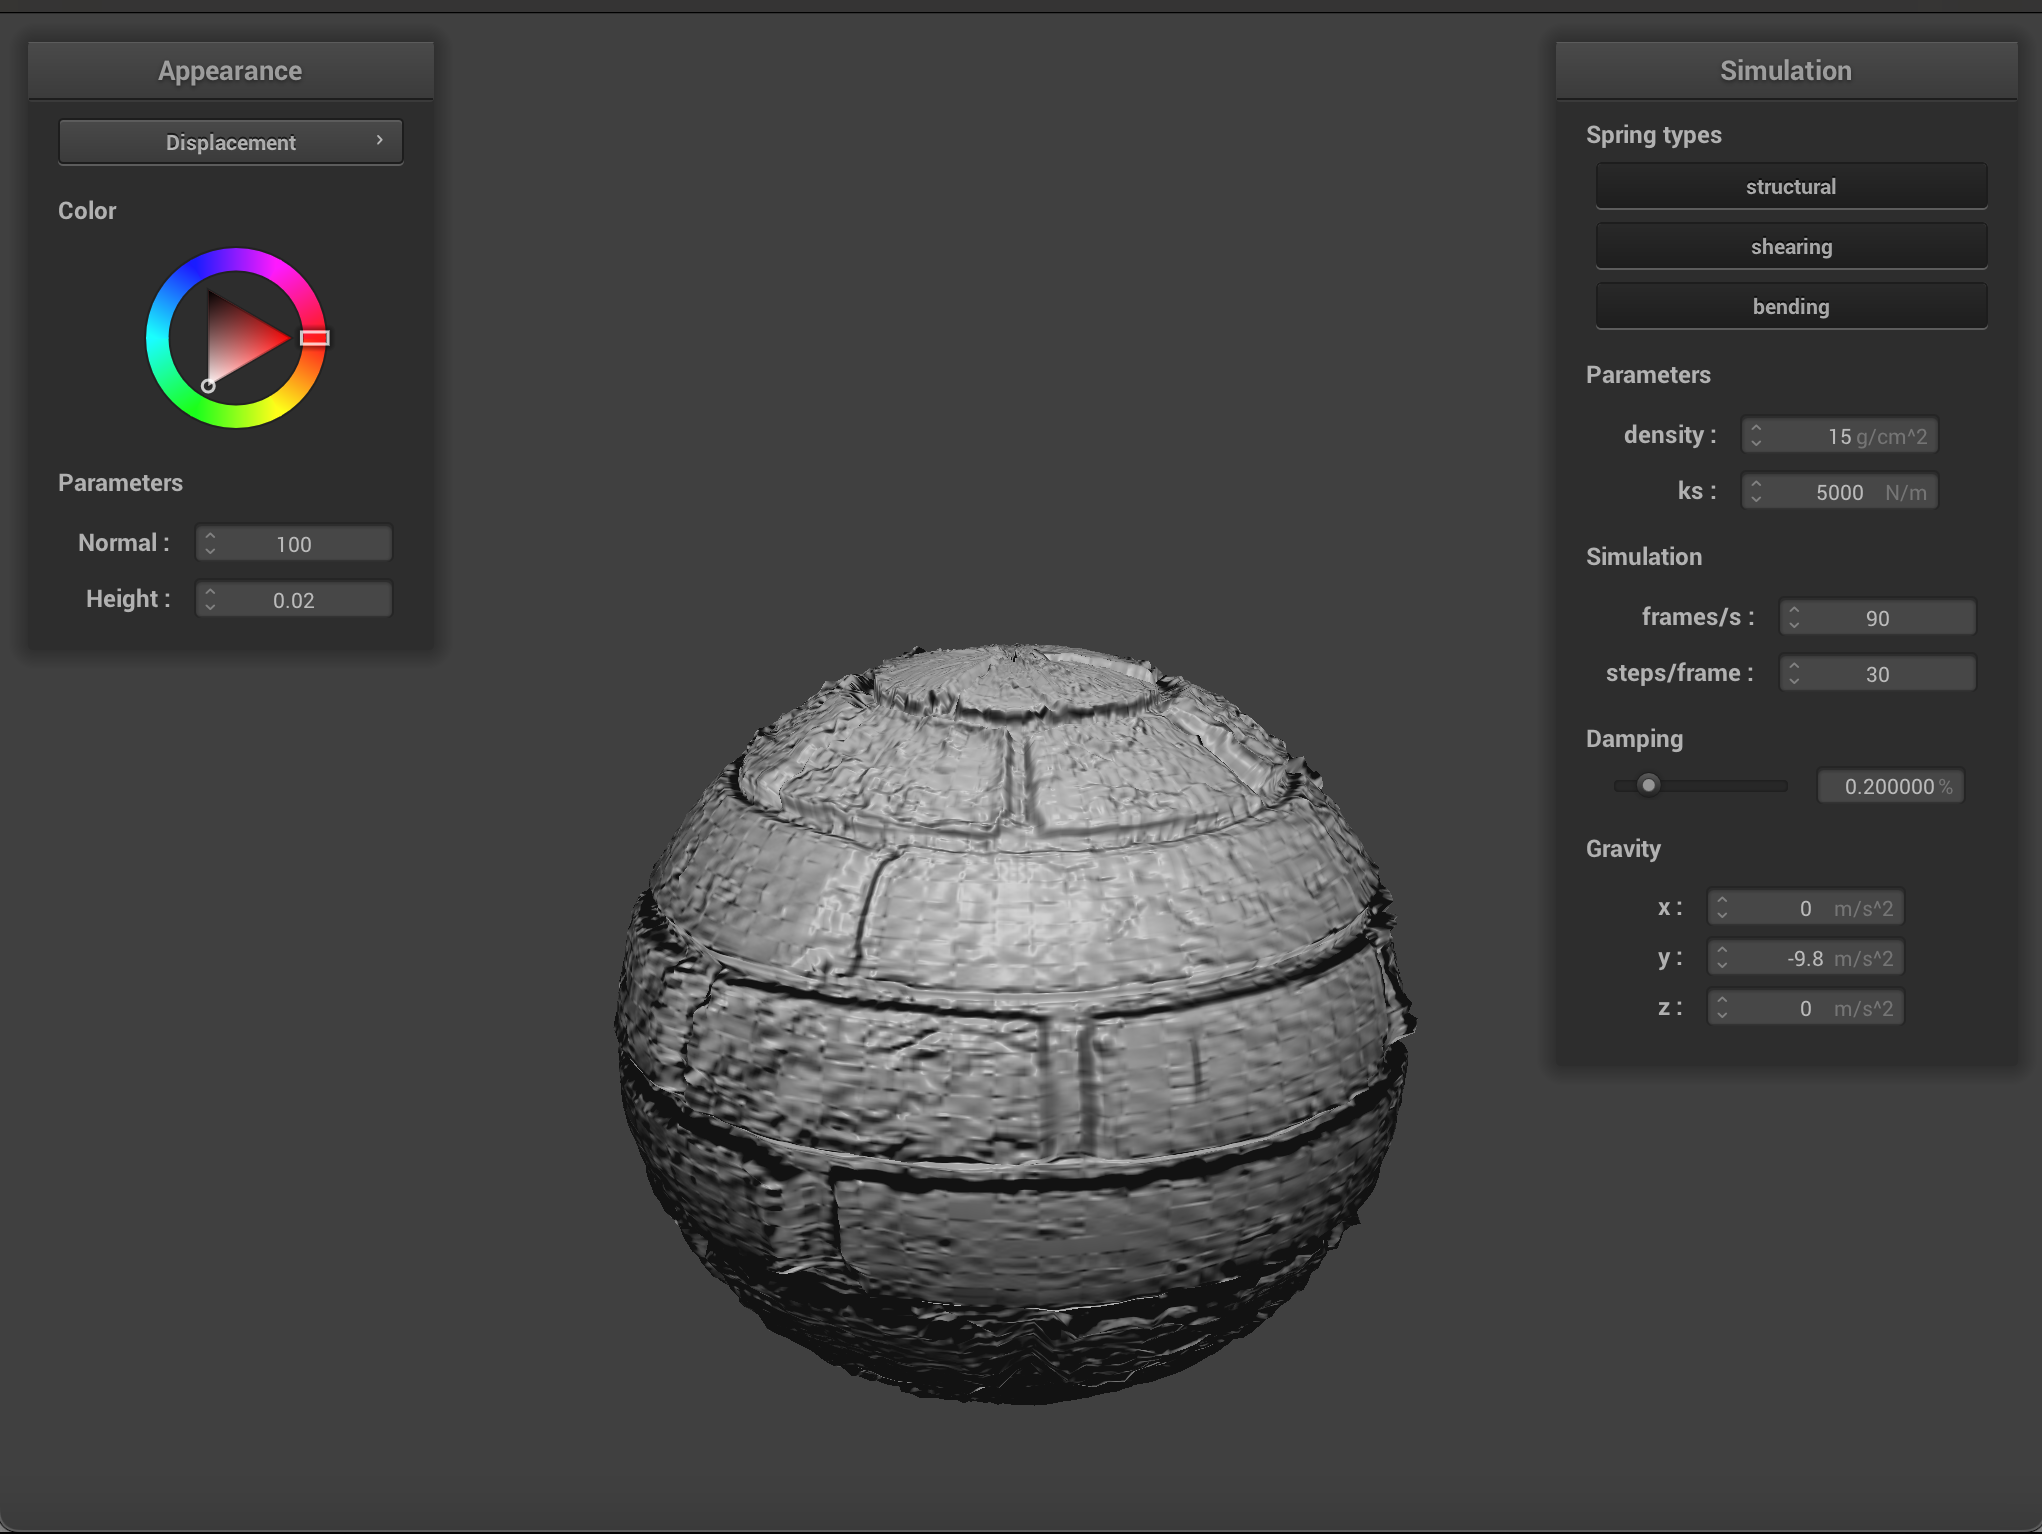 Appearance
Displacement
Color
Parameters
Normal : 100
Height : 0.02
Simulation
Spring types
structural
shearing
bending
Parameters
density : 15 g/cm^2
ks : 5000 N/m
Simulation
frames/s : 90
steps/frame : 30
Damping
0.200000 %
Gravity
x : 0 m/s^2
y : -9.8 m/s^2
z : 0 m/s^2